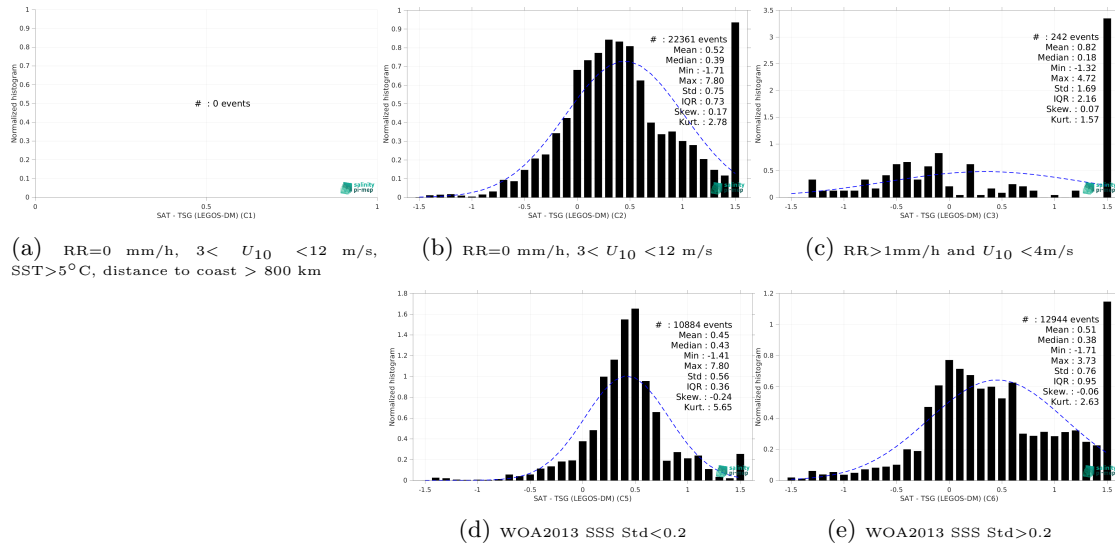 1
0.9
0.8
0.7
0.6
0.5
0.4
0.3
0.2
0.1
0
Normalized histogram
# : 0 events
salinity
pi-mep
0 0.5 1
SAT - TSG (LEGOS-DM) (C1)
(a) RR=0 mm/h, 3< U10 <12 m/s,
SST>5°C, distance to coast > 800 km
1
0.9
0.8
0.7
0.6
0.5
0.4
0.3
0.2
0.1
0
Normalized histogram
# : 22361 events
Mean : 0.52
Median : 0.39
Min : -1.71
Max : 7.80
Std : 0.75
IQR : 0.73
Skew. : 0.17
Kurt. : 2.78
salinity
pi-mep
-1.5 -1 -0.5 0 0.5 1 1.5
SAT - TSG (LEGOS-DM) (C2)
(b) RR=0 mm/h, 3< U10 <12 m/s
3.5
3
2.5
2
1.5
1
0.5
0
Normalized histogram
# : 242 events
Mean : 0.82
Median : 0.18
Min : -1.32
Max : 4.72
Std : 1.69
IQR : 2.16
Skew. : 0.07
Kurt. : 1.57
salinity
pi-mep
-1.5 -1 -0.5 0 0.5 1 1.5
SAT - TSG (LEGOS-DM) (C3)
(c) RR>1mm/h and U10 <4m/s
1.8
1.6
1.4
1.2
1
0.8
0.6
0.4
0.2
0
Normalized histogram
# : 10884 events
Mean : 0.45
Median : 0.43
Min : -1.41
Max : 7.80
Std : 0.56
IQR : 0.36
Skew. : -0.24
Kurt. : 5.65
salinity
pi-mep
-1.5 -1 -0.5 0 0.5 1 1.5
SAT - TSG (LEGOS-DM) (C5)
(d) WOA2013 SSS Std<0.2
1.2
1
0.8
0.6
0.4
0.2
0
Normalized histogram
# : 12944 events
Mean : 0.51
Median : 0.38
Min : -1.71
Max : 3.73
Std : 0.76
IQR : 0.95
Skew. : -0.06
Kurt. : 2.63
salinity
pi-mep
-1.5 -1 -0.5 0 0.5 1 1.5
SAT - TSG (LEGOS-DM) (C6)
(e) WOA2013 SSS Std>0.2